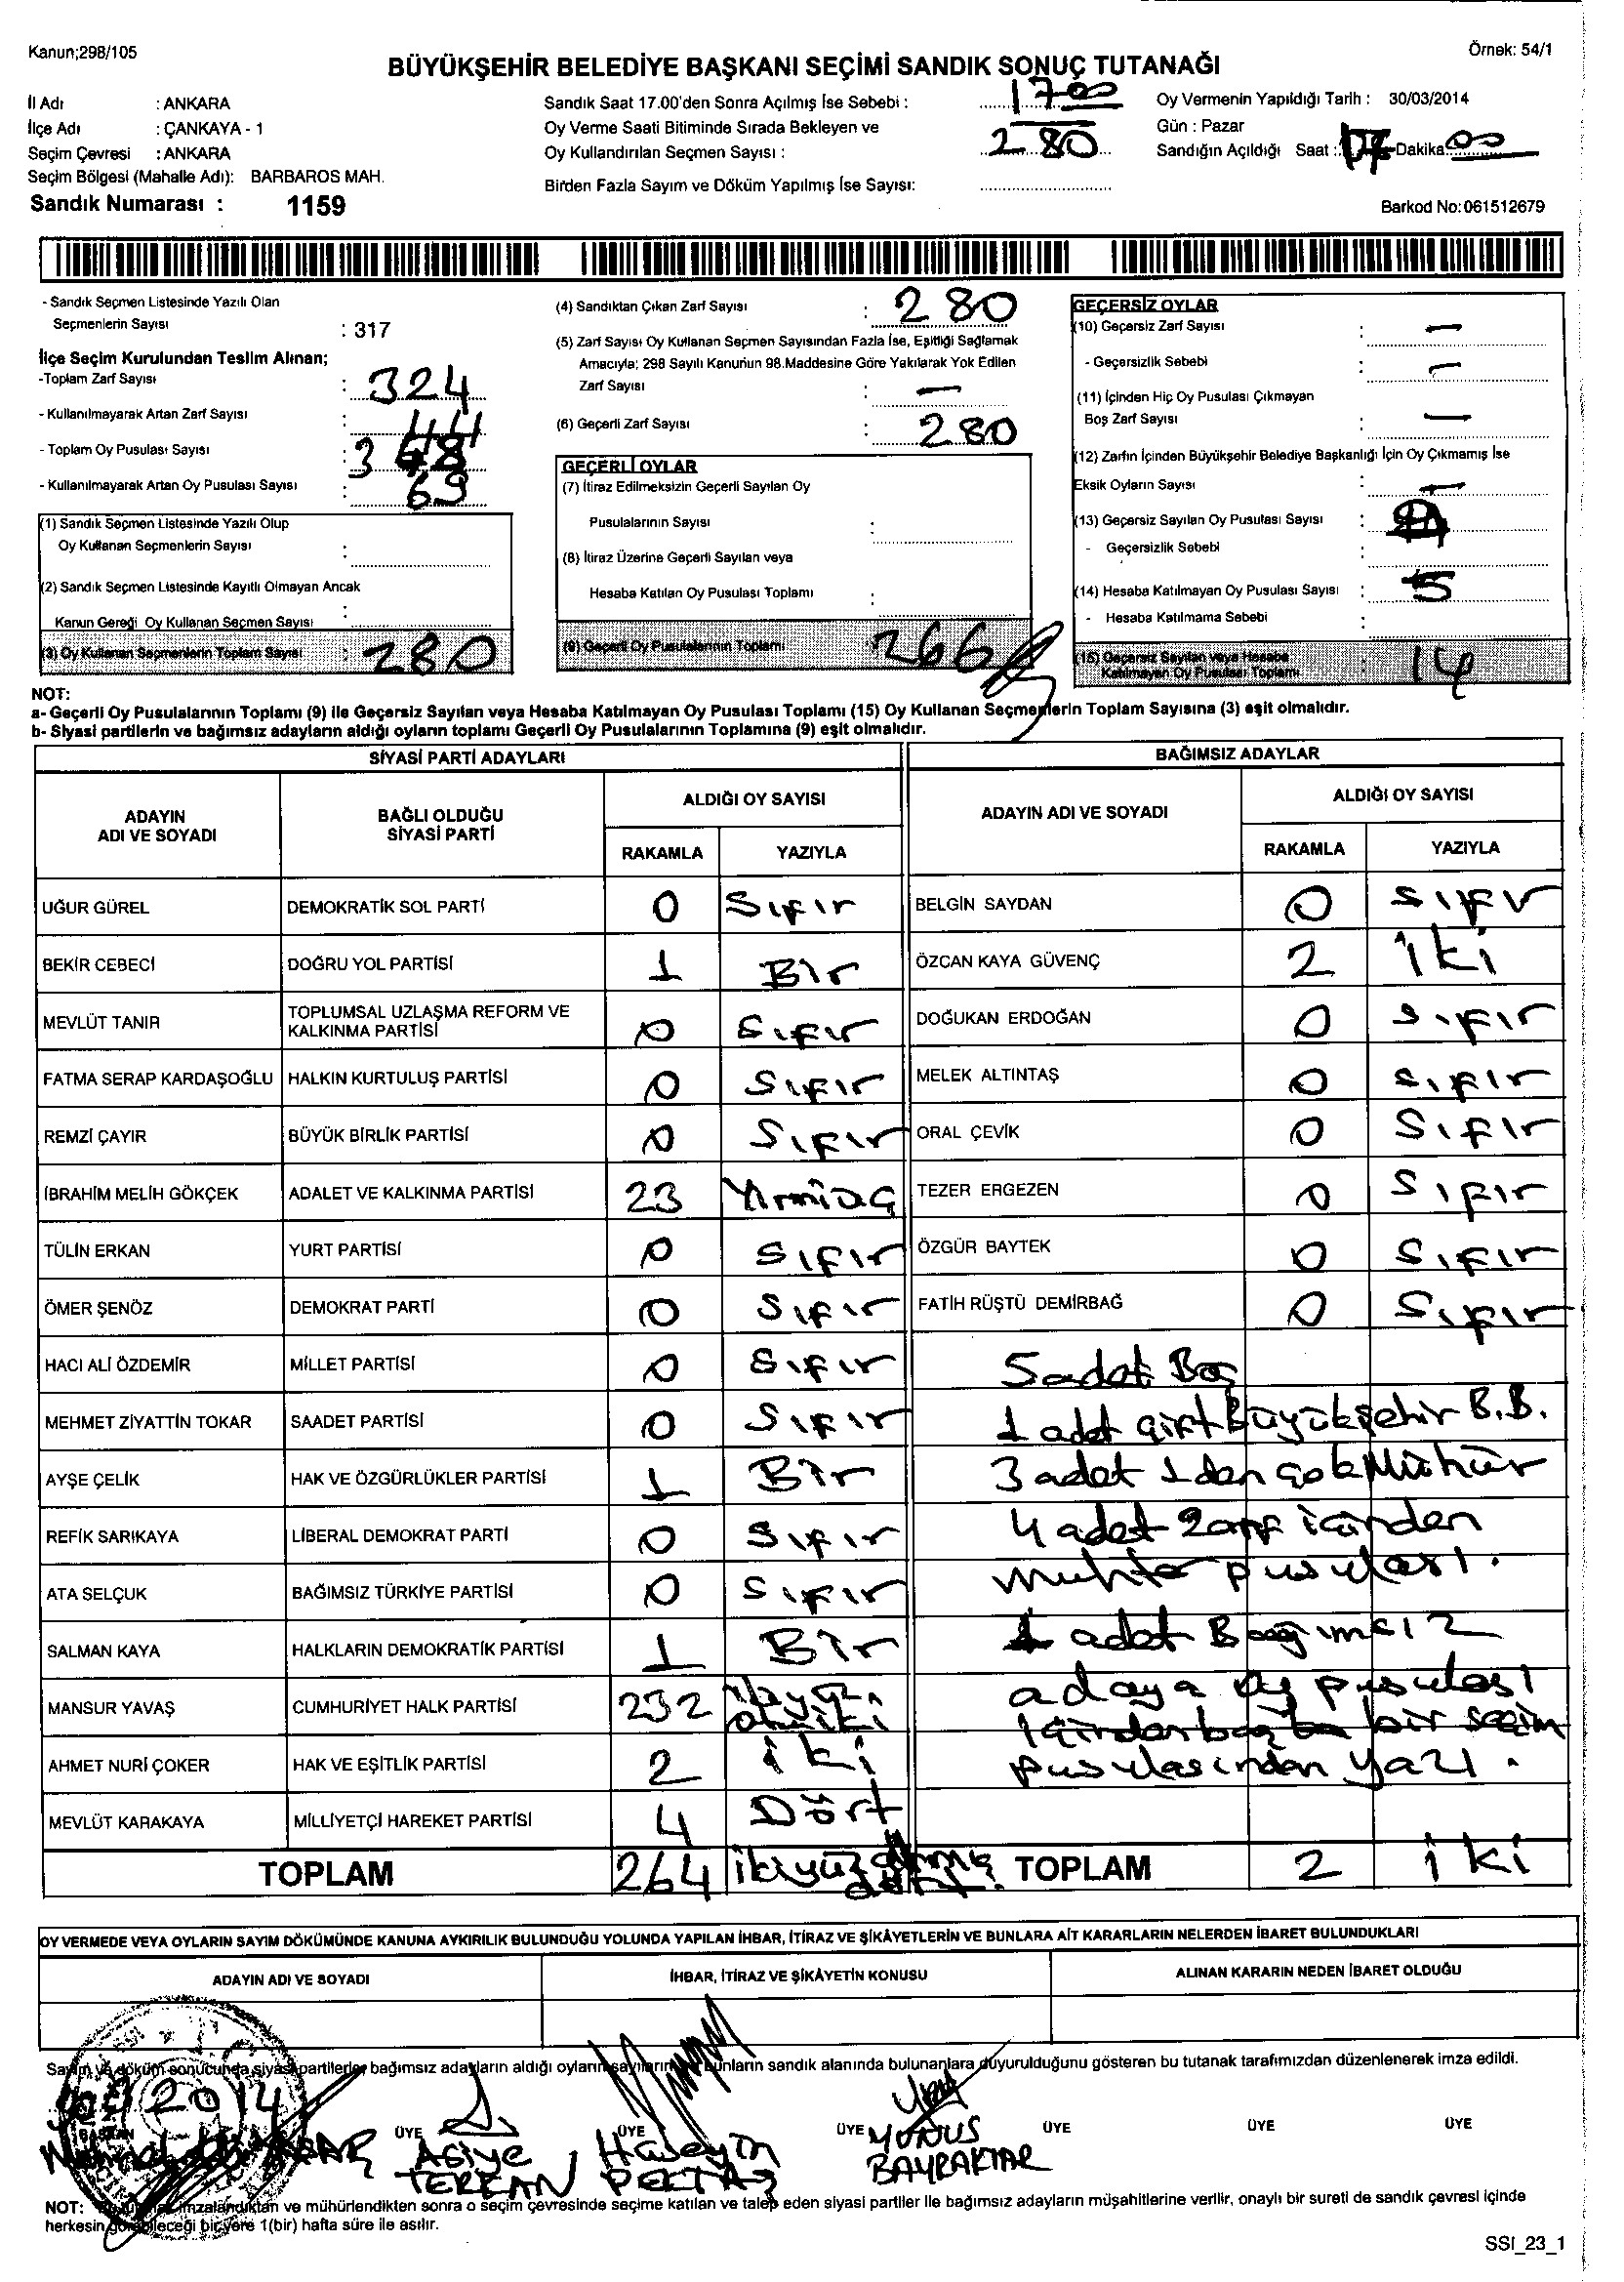 Kanun;298/105
Örnek: 54/1
BÜYÜKŞEHİR BELEDİYE BAŞKANI SEÇİMİ SANDIK SONUÇ TUTANAĞI
İl Adı : ANKARA
İlçe Adı : ÇANKAYA - 1
Seçim Çevresi : ANKARA
Seçim Bölgesi (Mahalle Adı): BARBAROS MAH.
Sandık Numarası : 1159
Sandık Saat 17.00'den Sonra Açılmış İse Sebebi : 1700
Oy Verme Saati Bitiminde Sırada Bekleyen ve
Oy Kullandırılan Seçmen Sayısı : 280
Birden Fazla Sayım ve Döküm Yapılmış İse Sayısı:
Oy Vermenin Yapıldığı Tarih : 30/03/2014
Gün : Pazar
Sandığın Açıldığı Saat : 17 Dakika 00
Barkod No:061512679
- Sandık Seçmen Listesinde Yazılı Olan
Seçmenlerin Sayısı : 317
İlçe Seçim Kurulundan Teslim Alınan;
-Toplam Zarf Sayısı : 324
- Kullanılmayarak Artan Zarf Sayısı : 44
- Toplam Oy Pusulası Sayısı :
- Kullanılmayarak Artan Oy Pusulası Sayısı : 69
(1) Sandık Seçmen Listesinde Yazılı Olup
Oy Kullanan Seçmenlerin Sayısı :
(2) Sandık Seçmen Listesinde Kayıtlı Olmayan Ancak
Kanun Gereği Oy Kullanan Seçmen Sayısı :
(3) Oy Kullanan Seçmenlerin Toplam Sayısı : 280
(4) Sandıktan Çıkan Zarf Sayısı : 280
(5) Zarf Sayısı Oy Kullanan Seçmen Sayısından Fazla İse, Eşitliği Sağlamak
Amacıyla; 298 Sayılı Kanunun 98.Maddesine Göre Yakılarak Yok Edilen
Zarf Sayısı : —
(6) Geçerli Zarf Sayısı : 280
GEÇERLİ OYLAR
(7) İtiraz Edilmeksizin Geçerli Sayılan Oy
Pusulalarının Sayısı :
(8) İtiraz Üzerine Geçerli Sayılan veya
Hesaba Katılan Oy Pusulası Toplamı :
(9) Geçerli Oy Pusulalarının Toplamı : 266
GEÇERSİZ OYLAR
(10) Geçersiz Zarf Sayısı : —
- Geçersizlik Sebebi : —
(11) İçinden Hiç Oy Pusulası Çıkmayan
Boş Zarf Sayısı : —
(12) Zarfın İçinden Büyükşehir Belediye Başkanlığı İçin Oy Çıkmamış İse
Eksik Oyların Sayısı : —
(13) Geçersiz Sayılan Oy Pusulası Sayısı :
- Geçersizlik Sebebi :
(14) Hesaba Katılmayan Oy Pusulası Sayısı : 5
- Hesaba Katılmama Sebebi :
(15) Geçersiz Sayılan veya Hesaba
Katılmayan Oy Pusulası Toplamı : 14
NOT:
a- Geçerli Oy Pusulalarının Toplamı (9) ile Geçersiz Sayılan veya Hesaba Katılmayan Oy Pusulası Toplamı (15) Oy Kullanan Seçmenlerin Toplam Sayısına (3) eşit olmalıdır.
b- Siyasi partilerin ve bağımsız adayların aldığı oyların toplamı Geçerli Oy Pusulalarının Toplamına (9) eşit olmalıdır.
SİYASİ PARTİ ADAYLARI
ADAYIN ADI VE SOYADI
BAĞLI OLDUĞU SİYASİ PARTİ
ALDIĞI OY SAYISI
RAKAMLA YAZIYLA
UĞUR GÜREL DEMOKRATİK SOL PARTİ 0 Sıfır
BEKİR CEBECİ DOĞRU YOL PARTİSİ 1 Bir
MEVLÜT TANIR TOPLUMSAL UZLAŞMA REFORM VE KALKINMA PARTİSİ 0 Sıfır
FATMA SERAP KARDAŞOĞLU HALKIN KURTULUŞ PARTİSİ 0 Sıfır
REMZİ ÇAYIR BÜYÜK BİRLİK PARTİSİ 0 Sıfır
İBRAHİM MELİH GÖKÇEK ADALET VE KALKINMA PARTİSİ 23 Yirmiüç
TÜLİN ERKAN YURT PARTİSİ 0 Sıfır
ÖMER ŞENÖZ DEMOKRAT PARTİ 0 Sıfır
HACI ALİ ÖZDEMİR MİLLET PARTİSİ 0 Sıfır
MEHMET ZİYATTİN TOKAR SAADET PARTİSİ 0 Sıfır
AYŞE ÇELİK HAK VE ÖZGÜRLÜKLER PARTİSİ 1 Bir
REFİK SARIKAYA LİBERAL DEMOKRAT PARTİ 0 Sıfır
ATA SELÇUK BAĞIMSIZ TÜRKİYE PARTİSİ 0 Sıfır
SALMAN KAYA HALKLARIN DEMOKRATİK PARTİSİ 1 Bir
MANSUR YAVAŞ CUMHURİYET HALK PARTİSİ 232
AHMET NURİ ÇOKER HAK VE EŞİTLİK PARTİSİ 2 iki
MEVLÜT KARAKAYA MİLLİYETÇİ HAREKET PARTİSİ 4 Dört
TOPLAM 264 ikiyüzaltmış dört
BAĞIMSIZ ADAYLAR
ADAYIN ADI VE SOYADI
ALDIĞI OY SAYISI
RAKAMLA YAZIYLA
BELGİN SAYDAN 0 Sıfır
ÖZCAN KAYA GÜVENÇ 2 iki
DOĞUKAN ERDOĞAN 0 Sıfır
MELEK ALTINTAŞ 0 Sıfır
ORAL ÇEVİK 0 Sıfır
TEZER ERGEZEN 0 Sıfır
ÖZGÜR BAYTEK 0 Sıfır
FATİH RÜŞTÜ DEMİRBAĞ 0 Sıfır
5 adet Boş
1 adet çift Büyükşehir B.B.
3 adet 1 den çok Mühür
4 adet zarf içinden
muhtar pusulası.
1 adet Bağımsız
adaya oy pusulası
içinden bir seçim
pusulasından yazı.
TOPLAM 2 iki
OY VERMEDE VEYA OYLARIN SAYIM DÖKÜMÜNDE KANUNA AYKIRILIK BULUNDUĞU YOLUNDA YAPILAN İHBAR, İTİRAZ VE ŞİKÂYETLERİN VE BUNLARA AİT KARARLARIN NELERDEN İBARET BULUNDUKLARI
ADAYIN ADI VE SOYADI İHBAR, İTİRAZ VE ŞİKÂYETİN KONUSU ALINAN KARARIN NEDEN İBARET OLDUĞU
Sayım ve döküm sonucunda siyasi partilerle bağımsız adayların aldığı oyların sayılarının bunların sandık alanında bulunanlara duyurulduğunu gösteren bu tutanak tarafımızdan düzenlenerek imza edildi.
2014
BAŞKAN ÜYE ÜYE ÜYE ÜYE ÜYE ÜYE
Asiye TERKAN
Hüseyin PEKTAŞ
YUNUS BAYRAKTAR
NOT: imzalandıktan ve mühürlendikten sonra o seçim çevresinde seçime katılan ve talep eden siyasi partiler ile bağımsız adayların müşahitlerine verilir, onaylı bir sureti de sandık çevresi içinde
herkesin görebileceği bir yere 1(bir) hafta süre ile asılır.
SSI_23_1